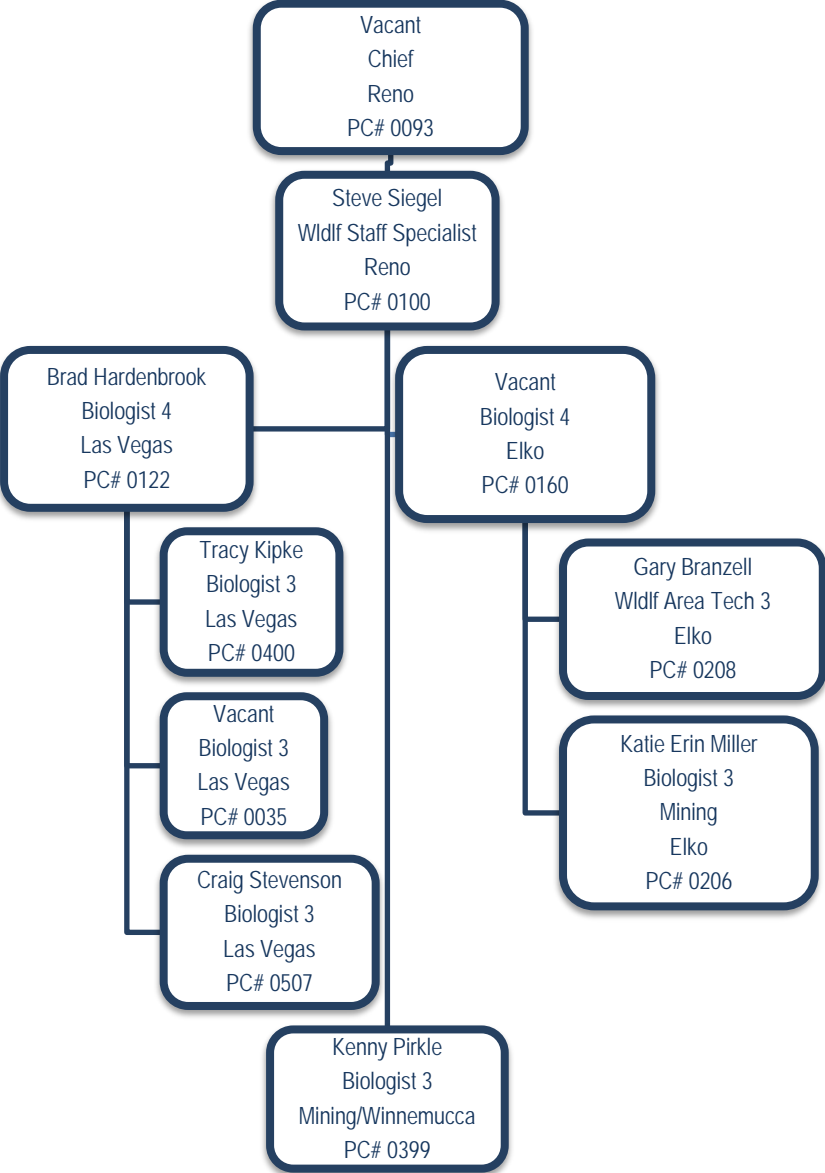 Vacant
Chief
Reno
PC# 0093
Steve Siegel
Wldlf Staff Specialist
Reno
PC# 0100
Brad Hardenbrook
Biologist 4
Las Vegas
PC# 0122
Vacant
Biologist 4
Elko
PC# 0160
Tracy Kipke
Biologist 3
Las Vegas
PC# 0400
Vacant
Biologist 3
Las Vegas
PC# 0035
Craig Stevenson
Biologist 3
Las Vegas
PC# 0507
Gary Branzell
Wldlf Area Tech 3
Elko
PC# 0208
Katie Erin Miller
Biologist 3
Mining
Elko
PC# 0206
Kenny Pirkle
Biologist 3
Mining/Winnemucca
PC# 0399